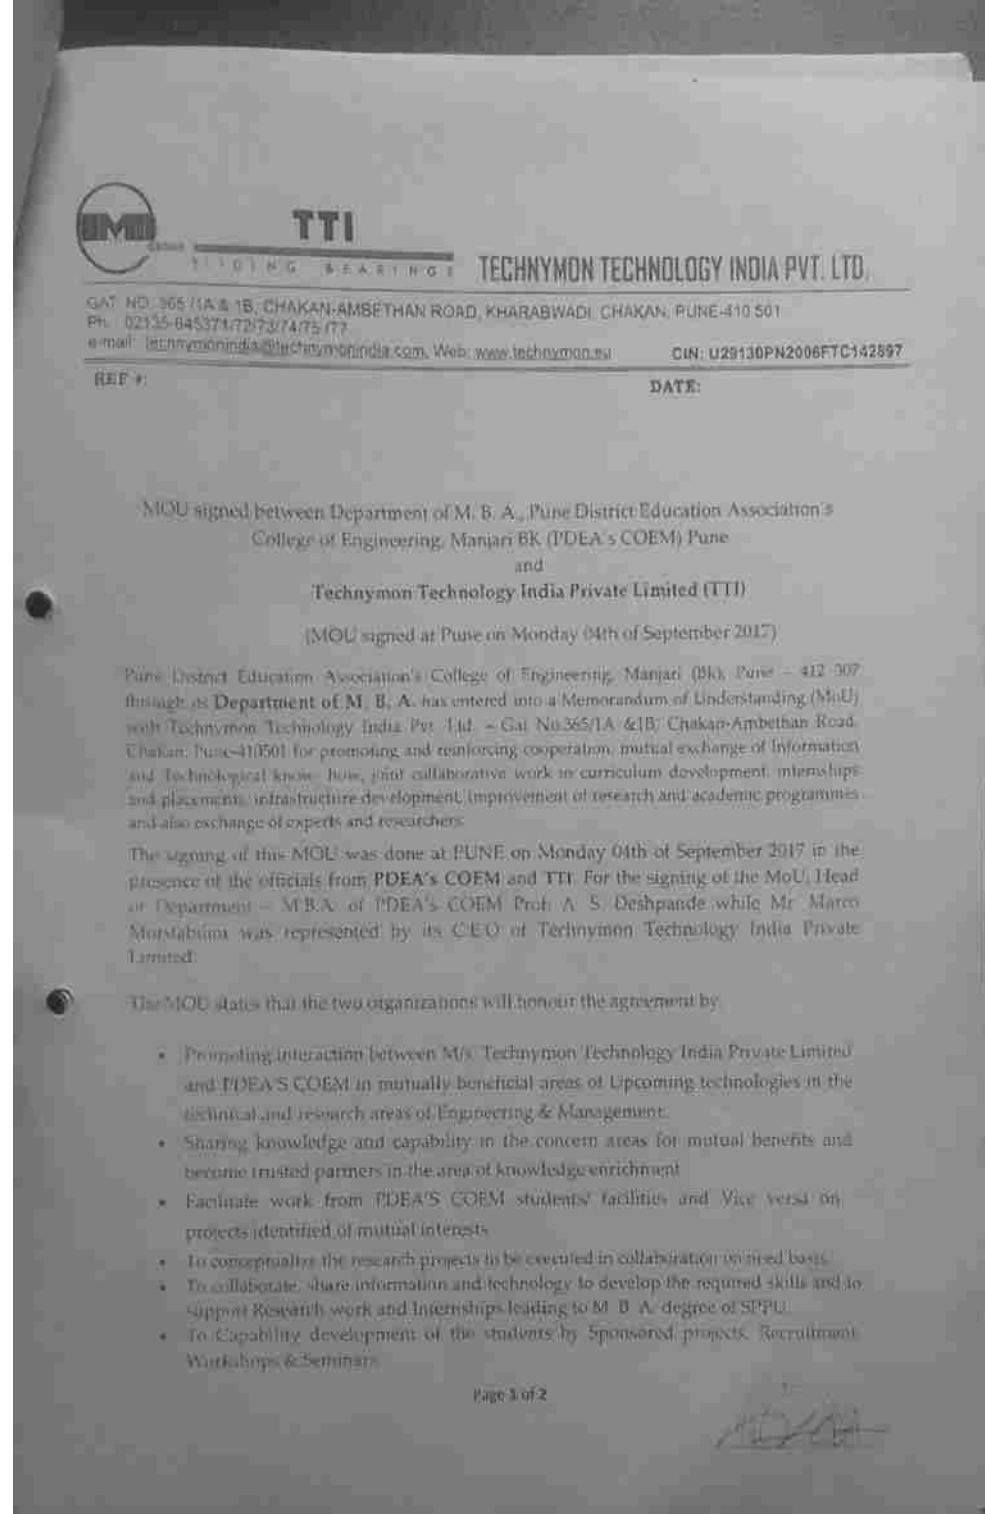 TTI
SLIDING BEARINGS
TECHNYMON TECHNOLOGY INDIA PVT. LTD.
GAT NO. 365 /1A & 1B, CHAKAN-AMBETHAN ROAD, KHARABWADI, CHAKAN, PUNE-410 501
Ph. : 02135-645371/72/73/74/75 /77
e-mail: technymonindia@technymonindia.com, Web: www.technymon.eu CIN: U29130PN2006FTC142897
REF #: DATE:
MOU signed between Department of M. B. A., Pune District Education Association's
College of Engineering, Manjari BK (PDEA's COEM) Pune
and
Technymon Technology India Private Limited (TTI)
(MOU signed at Pune on Monday 04th of September 2017)
Pune District Education Association's College of Engineering, Manjari (Bk), Pune – 412 307
through its Department of M. B. A. has entered into a Memorandum of Understanding (MoU)
with Technymon Technology India Pvt. Ltd. – Gat No.365/1A &1B, Chakan-Ambethan Road,
Chakan, Pune-410501 for promoting and reinforcing cooperation, mutual exchange of Information
and Technological know- how, joint collaborative work in curriculum development, internships
and placements, infrastructure development, improvement of research and academic programmes
and also exchange of experts and researchers.
The signing of this MOU was done at PUNE on Monday 04th of September 2017 in the
presence of the officials from PDEA's COEM and TTI. For the signing of the MoU, Head
of Department – M.B.A. of PDEA's COEM Prof. A. S. Deshpande while Mr. Marco
was represented by its CEO of Technymon Technology India Private
Limited.
The MOU states that the two organizations will honour the agreement by:
• Promoting interaction between M/s. Technymon Technology India Private Limited
and PDEA'S COEM in mutually beneficial areas of Upcoming technologies in the
technical and research areas of Engineering & Management.
• Sharing knowledge and capability in the concern areas for mutual benefits and
become trusted partners in the area of knowledge enrichment
• Facilitate work from PDEA'S COEM students' facilities and Vice versa on
projects identified of mutual interests
• To conceptualize the research projects to be executed in collaboration on need basis.
• To collaborate, share information and technology to develop the required skills and to
support Research work and Internships leading to M. B. A. degree of SPPU
• To Capability development of the students by Sponsored projects, Recruitment,
Workshops & Seminars
Page 1 of 2